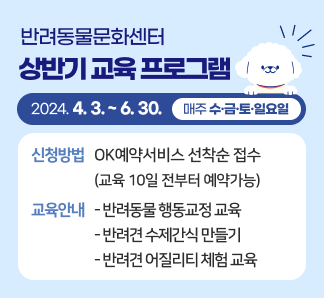 반려동물문화센터
상반기 교육 프로그램
2024. 4. 3. ~ 6. 30. 매주 수·금·토·일요일
신청방법 OK예약서비스 선착순 접수
(교육 10일 전부터 예약가능)
교육안내 - 반려동물 행동교정 교육
- 반려견 수제간식 만들기
- 반려견 어질리티 체험 교육